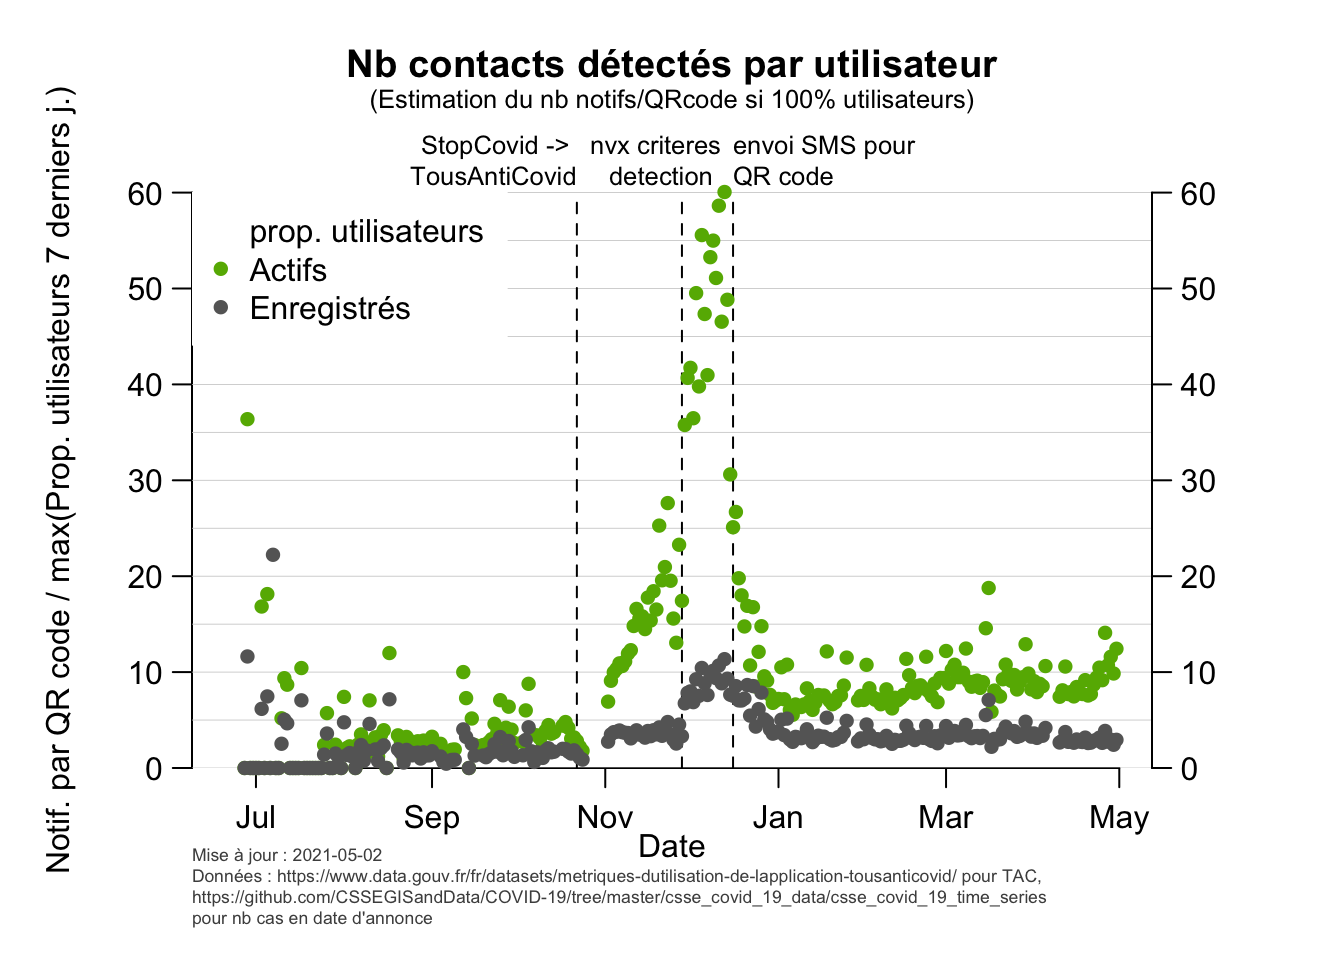 Nb contacts détectés par utilisateur
(Estimation du nb notifs/QRcode si 100% utilisateurs)
StopCovid -> nvx criteres envoi SMS pour
TousAntiCovid detection QR code
60 60
prop. utilisateurs
Actifs
Enregistrés
50 50
40 40
30 30
20 20
10 10
0 0
Notif. par QR code / max(Prop. utilisateurs 7 derniers j.)
Jul Sep Nov Jan Mar May
Date
Mise à jour : 2021-05-02
Données : https://www.data.gouv.fr/fr/datasets/metriques-dutilisation-de-lapplication-tousanticovid/ pour TAC,
https://github.com/CSSEGISandData/COVID-19/tree/master/csse_covid_19_data/csse_covid_19_time_series
pour nb cas en date d'annonce